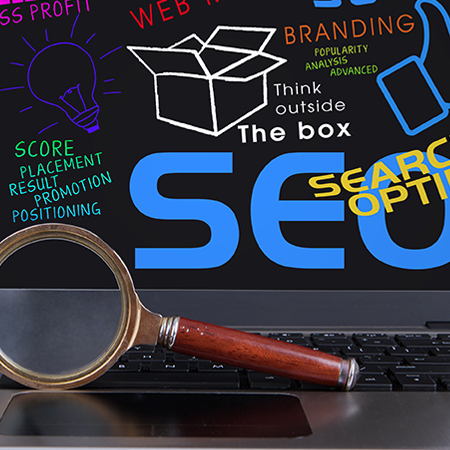 SS PROFIT
WEB
BRANDING
POPULARITY
ANALYSIS
ADVANCED
Think
outside
The box
SCORE
PLACEMENT
RESULT
PROMOTION
POSITIONING
SEO
SEARC
OPTI